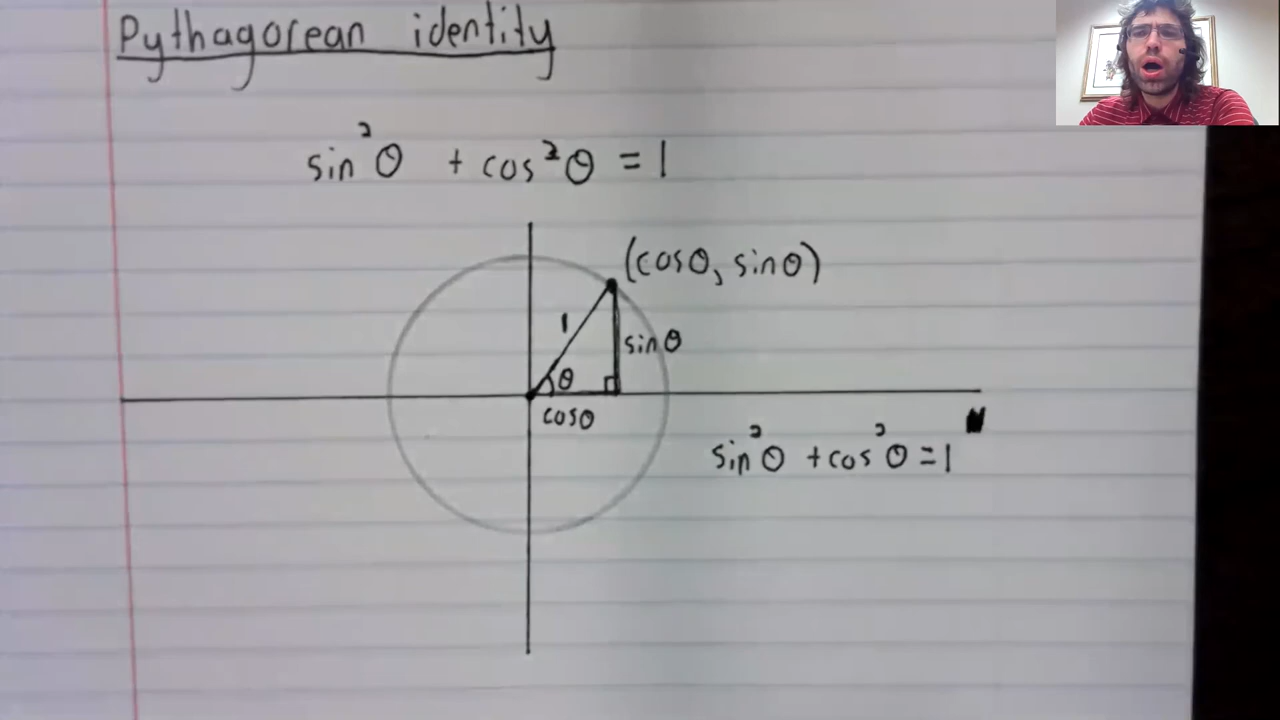 Pythagorean identity
sin²θ + cos²θ = 1
(cosθ, sinθ)
1
sinθ
θ
cosθ
sin²θ + cos²θ = 1